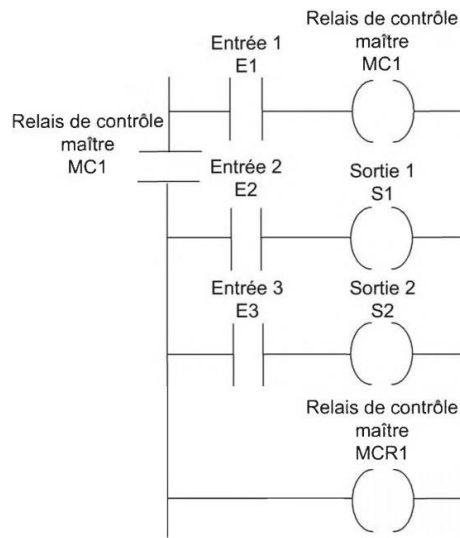 Relais de contrôle
maître
MC1
Entrée 1
E1
Relais de contrôle
maître
MC1
Entrée 2
E2
Sortie 1
S1
Entrée 3
E3
Sortie 2
S2
Relais de contrôle
maître
MCR1